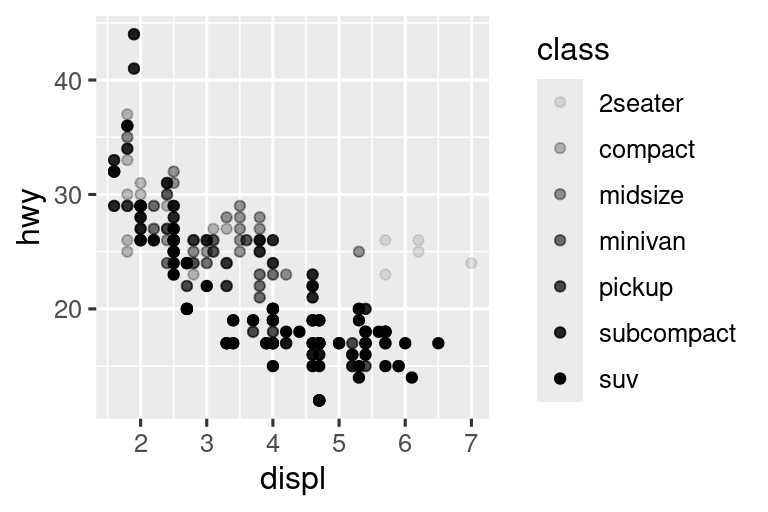 hwy
40
30
20
2 3 4 5 6 7
displ
class
2seater
compact
midsize
minivan
pickup
subcompact
suv